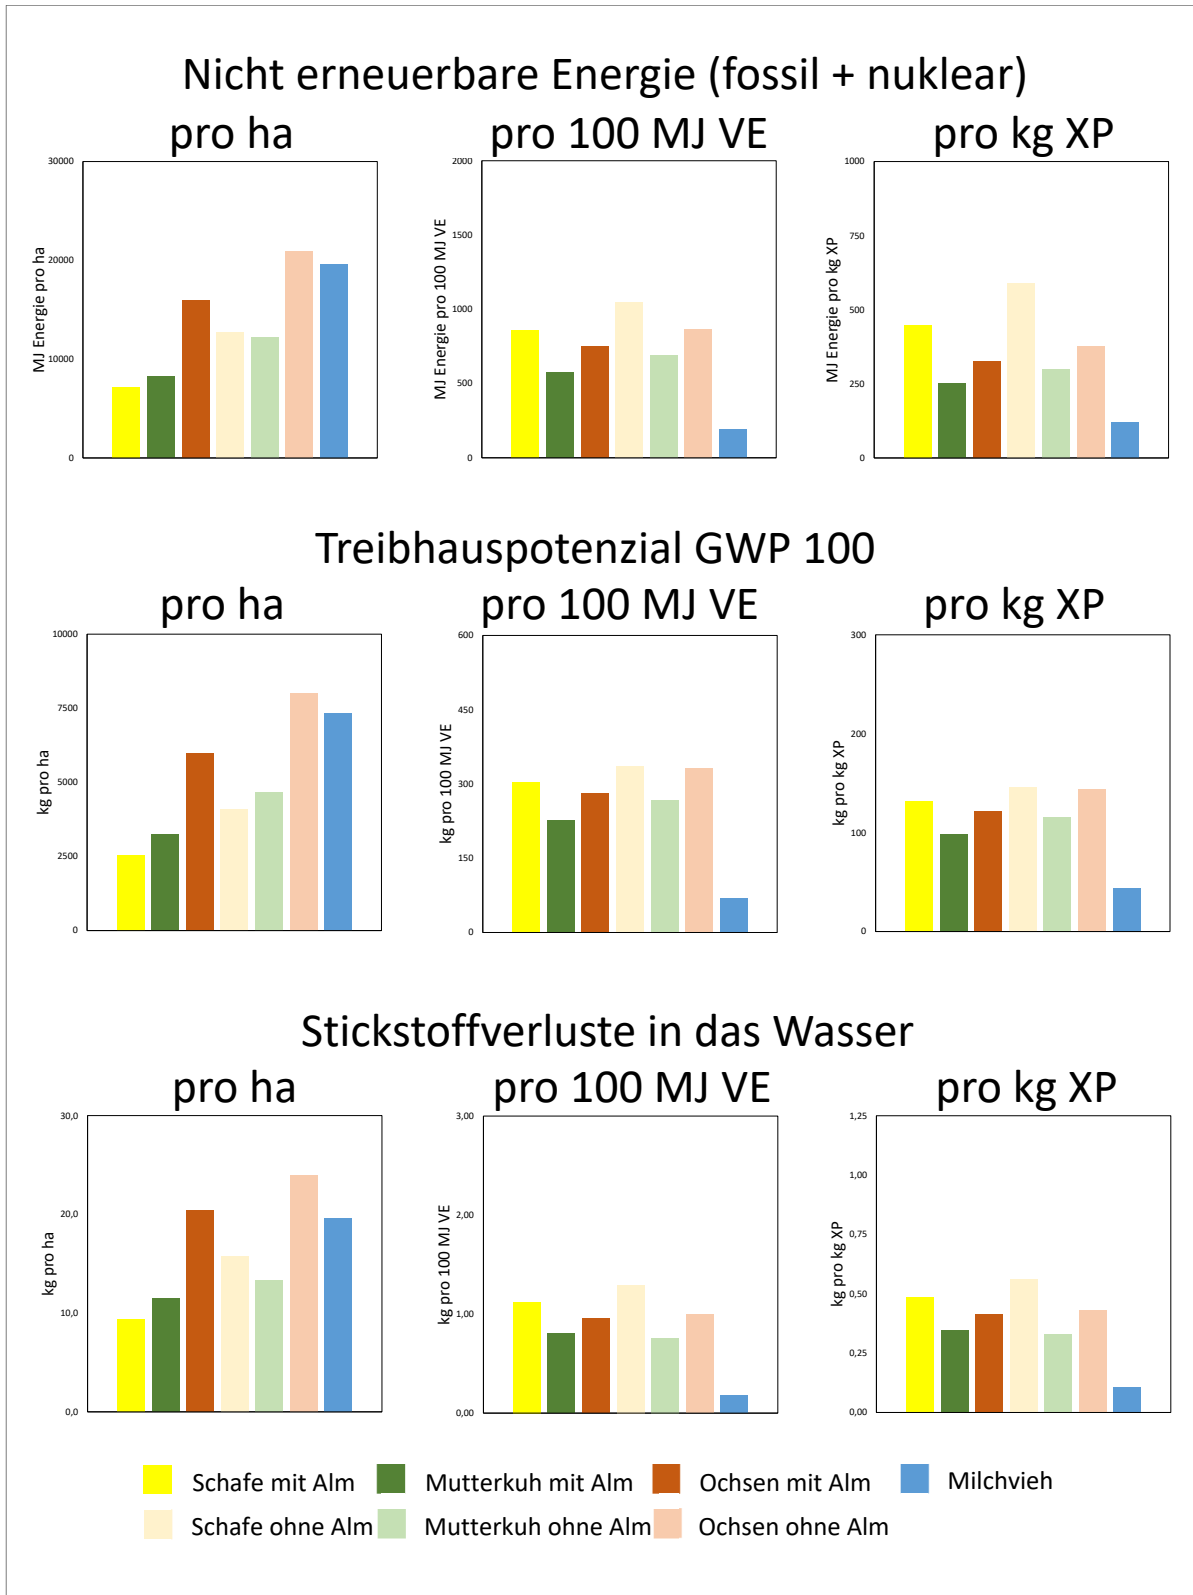 Nicht erneuerbare Energie (fossil + nuklear)
pro ha
pro 100 MJ VE
pro kg XP
MJ Energie pro ha
30000
20000
10000
0
MJ Energie pro 100 MJ VE
2000
1500
1000
500
0
MJ Energie pro kg XP
1000
750
500
250
0
Treibhauspotenzial GWP 100
pro ha
pro 100 MJ VE
pro kg XP
kg pro ha
10000
7500
5000
2500
0
kg pro 100 MJ VE
600
450
300
150
0
kg pro kg XP
300
200
100
0
Stickstoffverluste in das Wasser
pro ha
pro 100 MJ VE
pro kg XP
kg pro ha
30,0
20,0
10,0
0,0
kg pro 100 MJ VE
3,00
2,00
1,00
0,00
kg pro kg XP
1,25
1,00
0,75
0,50
0,25
0,00
Schafe mit Alm
Mutterkuh mit Alm
Ochsen mit Alm
Milchvieh
Schafe ohne Alm
Mutterkuh ohne Alm
Ochsen ohne Alm